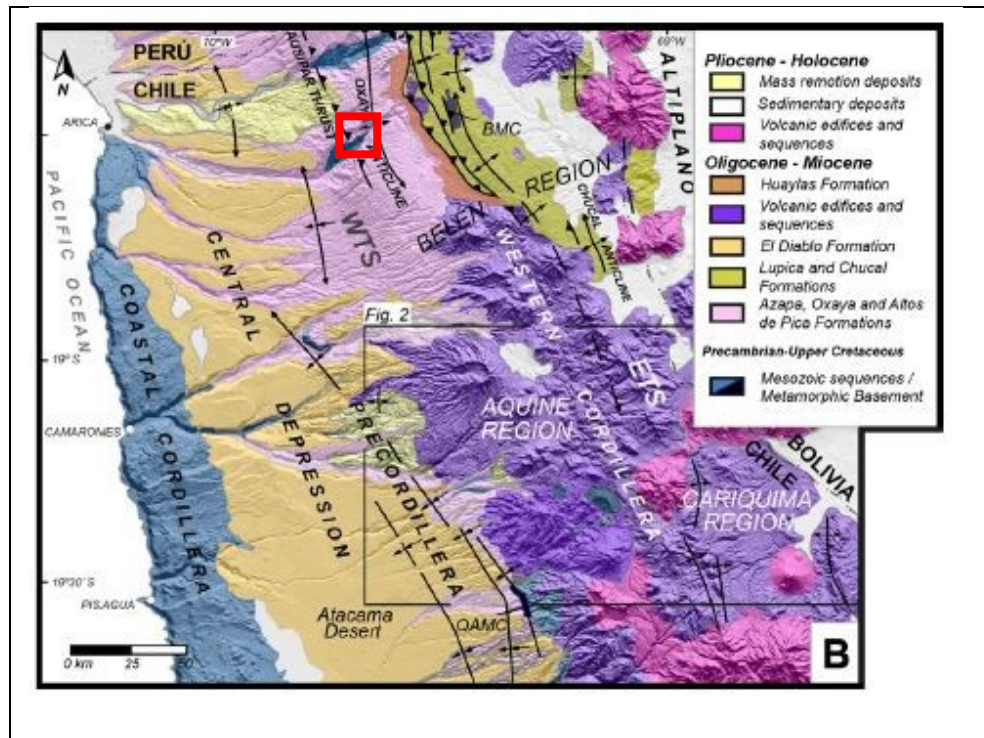 PERÚ
CHILE
70°W
69°W
N
ARICA
AUSIPAR THRUST
OXAYA
ANTICLINE
BMC
ALTIPLANO
REGION
BELEN
CHUCAL ANTICLINE
WTS
PACIFIC OCEAN
CENTRAL
DEPRESSION
COASTAL
CORDILLERA
WESTERN
CORDILLERA
ETS
Fig. 2
19° S
AQUINE
REGION
CAMARONES
PRECORDILLERA
BOLIVIA
CHILE
CARIQUIMA
REGION
19°30´S
PISAGUA
Atacama
Desert
QAMC
0 km 25 50
B
Pliocene - Holocene
Mass remotion deposits
Sedimentary deposits
Volcanic edifices and
sequences
Oligocene - Miocene
Huaylas Formation
Volcanic edifices and
sequences
El Diablo Formation
Lupica and Chucal
Formations
Azapa, Oxaya and Altos
de Pica Formations
Precambrian-Upper Cretaceous
Mesozoic sequences /
Metamorphic Basement